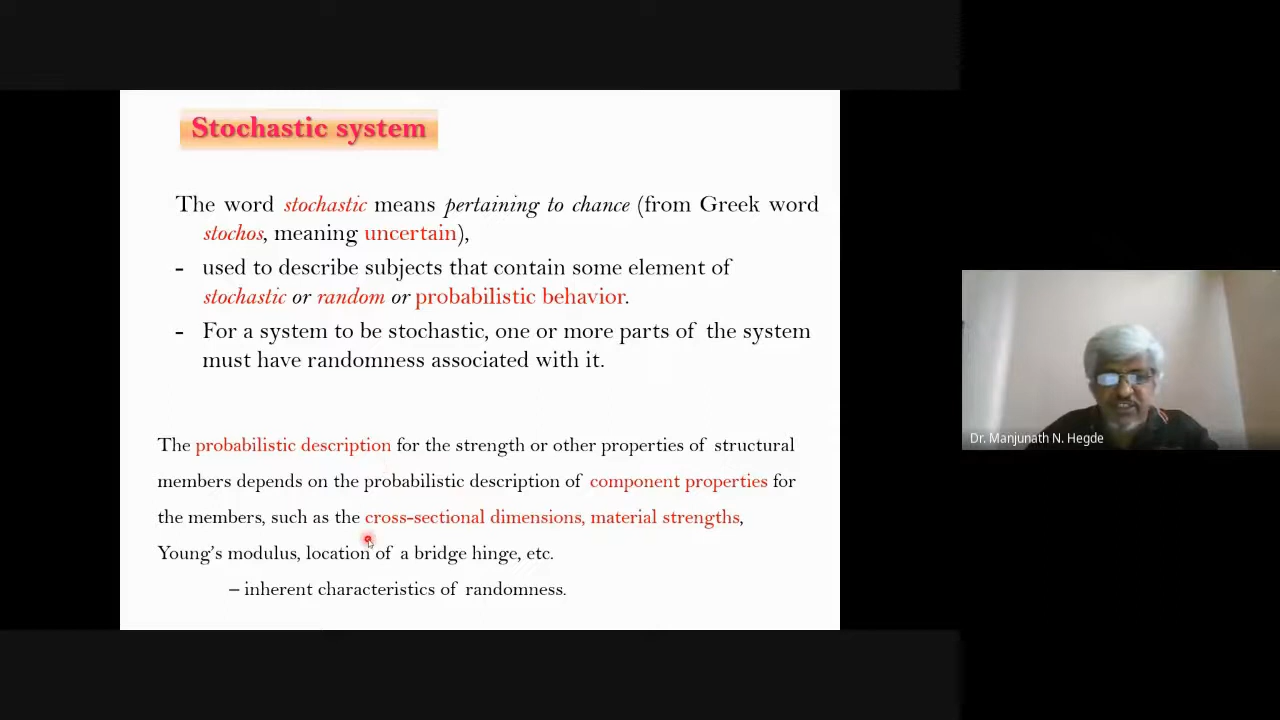 Stochastic system
The word stochastic means pertaining to chance (from Greek word
stochos, meaning uncertain),
- used to describe subjects that contain some element of
stochastic or random or probabilistic behavior.
- For a system to be stochastic, one or more parts of the system
must have randomness associated with it.
The probabilistic description for the strength or other properties of structural
members depends on the probabilistic description of component properties for
the members, such as the cross-sectional dimensions, material strengths,
Young's modulus, location of a bridge hinge, etc.
– inherent characteristics of randomness.
Dr. Manjunath N. Hegde